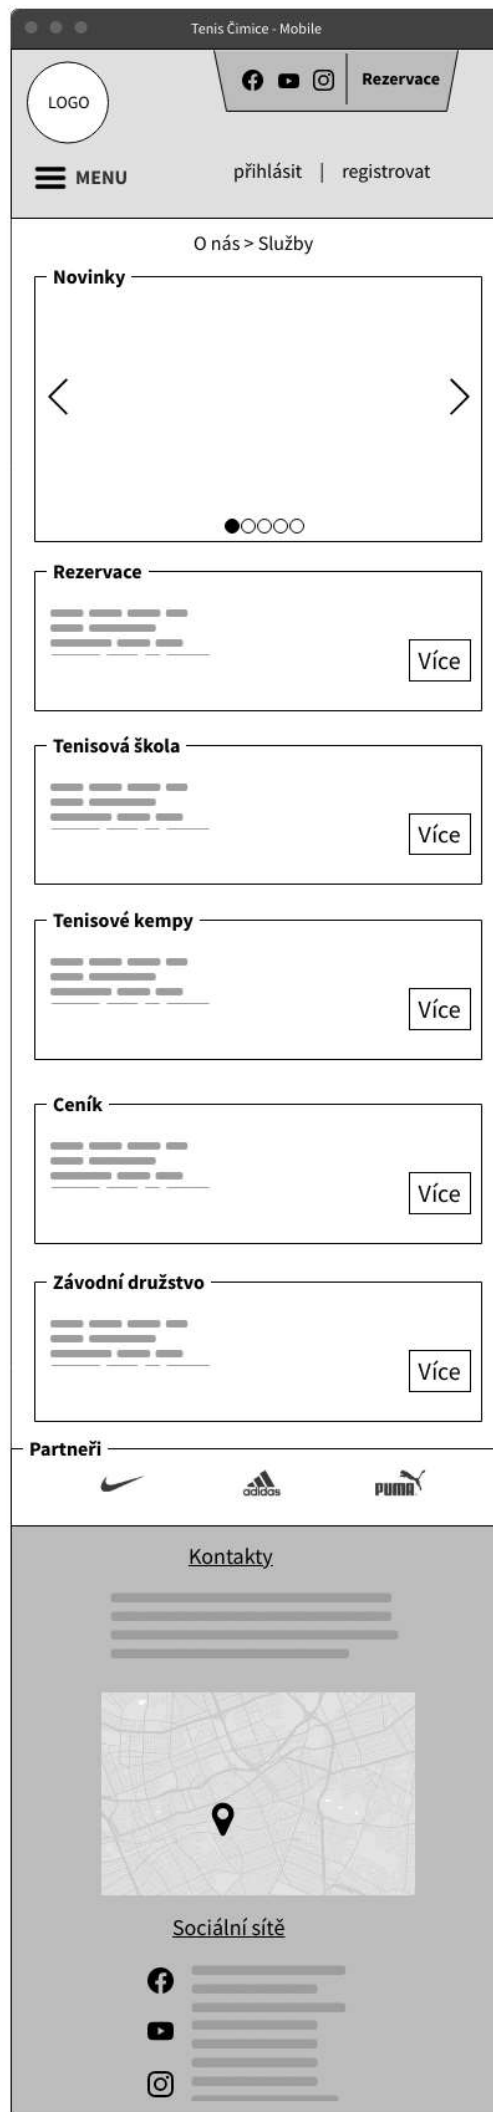 Tenis Čimice - Mobile
LOGO
Rezervace
MENU
přihlásit | registrovat
O nás > Služby
Novinky
Rezervace
Více
Tenisová škola
Více
Tenisové kempy
Více
Ceník
Více
Závodní družstvo
Více
Partneři
adidas
PUMA
Kontakty
Sociální sítě